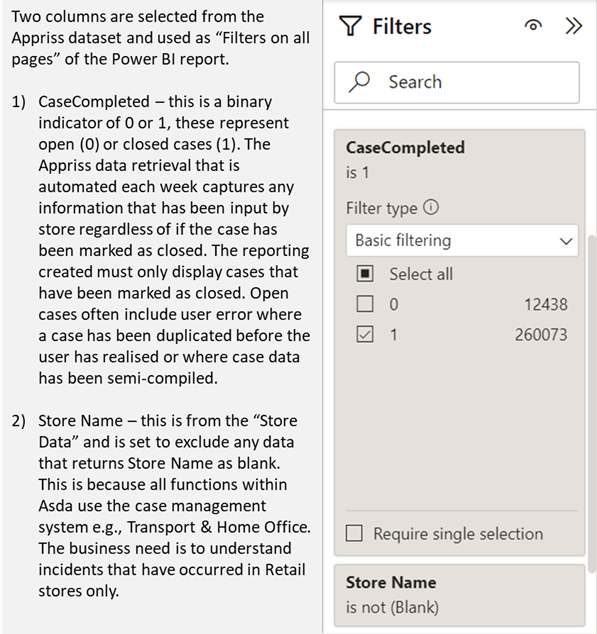 Two columns are selected from the
Appriss dataset and used as “Filters on all
pages” of the Power BI report.
1) CaseCompleted – this is a binary
indicator of 0 or 1, these represent
open (0) or closed cases (1). The
Appriss data retrieval that is
automated each week captures any
information that has been input by
store regardless of if the case has
been marked as closed. The reporting
created must only display cases that
have been marked as closed. Open
cases often include user error where
a case has been duplicated before the
user has realised or where case data
has been semi-compiled.
2) Store Name – this is from the “Store
Data” and is set to exclude any data
that returns Store Name as blank.
This is because all functions within
Asda use the case management
system e.g., Transport & Home Office.
The business need is to understand
incidents that have occurred in Retail
stores only.
Filters
Search
CaseCompleted
is 1
Filter type
Basic filtering
Select all
0 12438
1 260073
Require single selection
Store Name
is not (Blank)